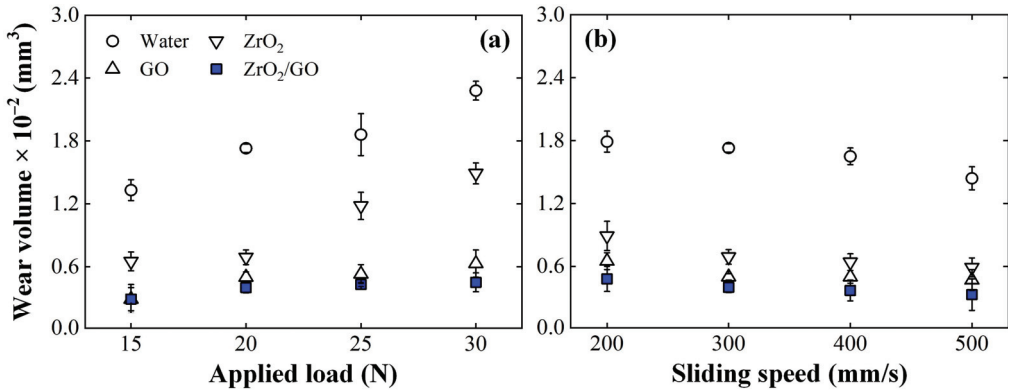 Wear volume × 10⁻² (mm³)
3.0
2.4
1.8
1.2
0.6
0.0
Water
ZrO₂
GO
ZrO₂/GO
(a)
15 20 25 30
Applied load (N)
3.0
2.4
1.8
1.2
0.6
0.0
(b)
200 300 400 500
Sliding speed (mm/s)